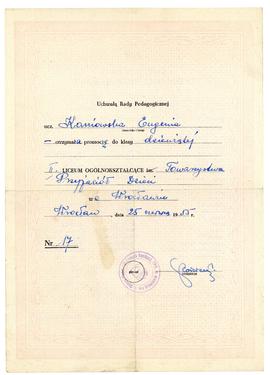 Uchwałą Rady Pedagogicznej
ucz. Kaniowska Eugenia
– otrzymała promocję do klasy dziesiątej
II LICEUM OGÓLNOKSZTAŁCĄCE im. Towarzystwa
Przyjaciół Dzieci
we Wrocławiu
Wrocław, dnia 25 czerwca 1955 r.
Nr 17